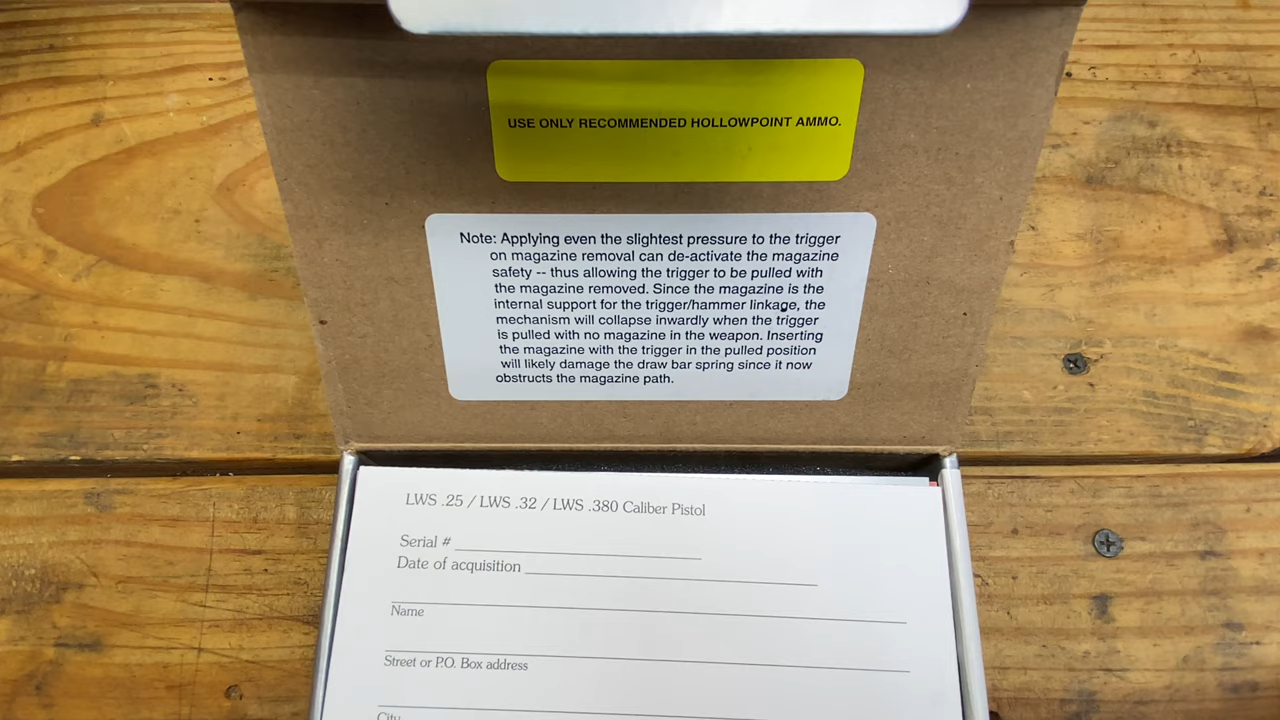 USE ONLY RECOMMENDED HOLLOWPOINT AMMO.
Note: Applying even the slightest pressure to the trigger
on magazine removal can de-activate the magazine
safety -- thus allowing the trigger to be pulled with
the magazine removed. Since the magazine is the
internal support for the trigger/hammer linkage, the
mechanism will collapse inwardly when the trigger
is pulled with no magazine in the weapon. Inserting
the magazine with the trigger in the pulled position
will likely damage the draw bar spring since it now
obstructs the magazine path.
LWS .25 / LWS .32 / LWS .380 Caliber Pistol
Serial #
Date of acquisition
Name
Street or P.O. Box address
City